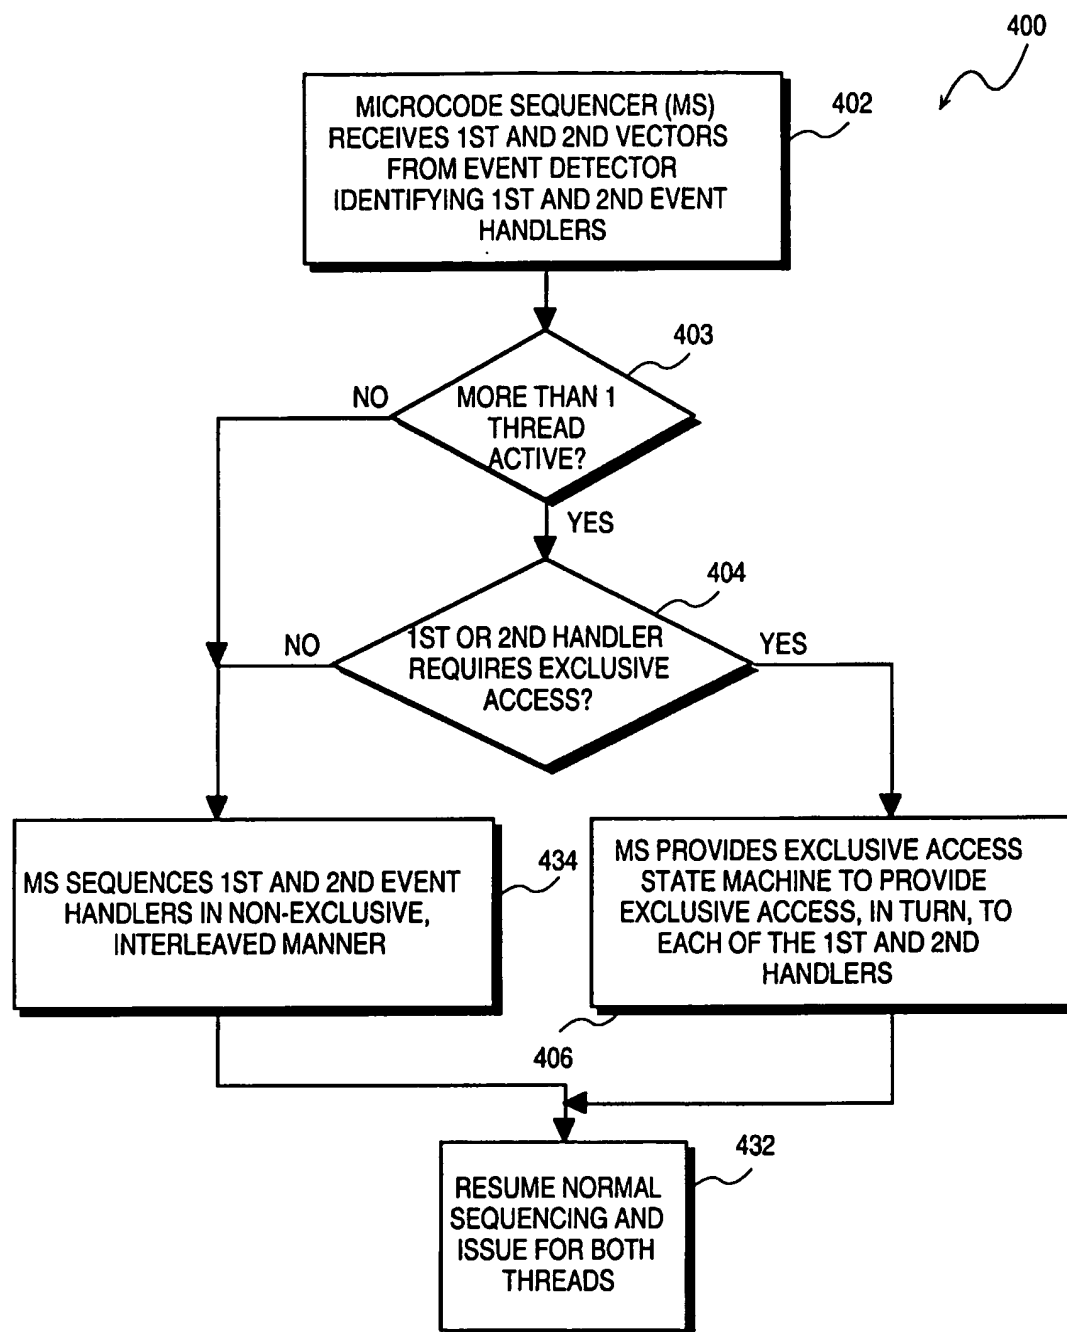 400
MICROCODE SEQUENCER (MS)
RECEIVES 1ST AND 2ND VECTORS
FROM EVENT DETECTOR
IDENTIFYING 1ST AND 2ND EVENT
HANDLERS
402
403
NO
MORE THAN 1
THREAD
ACTIVE?
YES
404
NO
1ST OR 2ND HANDLER
REQUIRES EXCLUSIVE
ACCESS?
YES
MS SEQUENCES 1ST AND 2ND EVENT
HANDLERS IN NON-EXCLUSIVE,
INTERLEAVED MANNER
434
MS PROVIDES EXCLUSIVE ACCESS
STATE MACHINE TO PROVIDE
EXCLUSIVE ACCESS, IN TURN, TO
EACH OF THE 1ST AND 2ND
HANDLERS
406
RESUME NORMAL
SEQUENCING AND
ISSUE FOR BOTH
THREADS
432